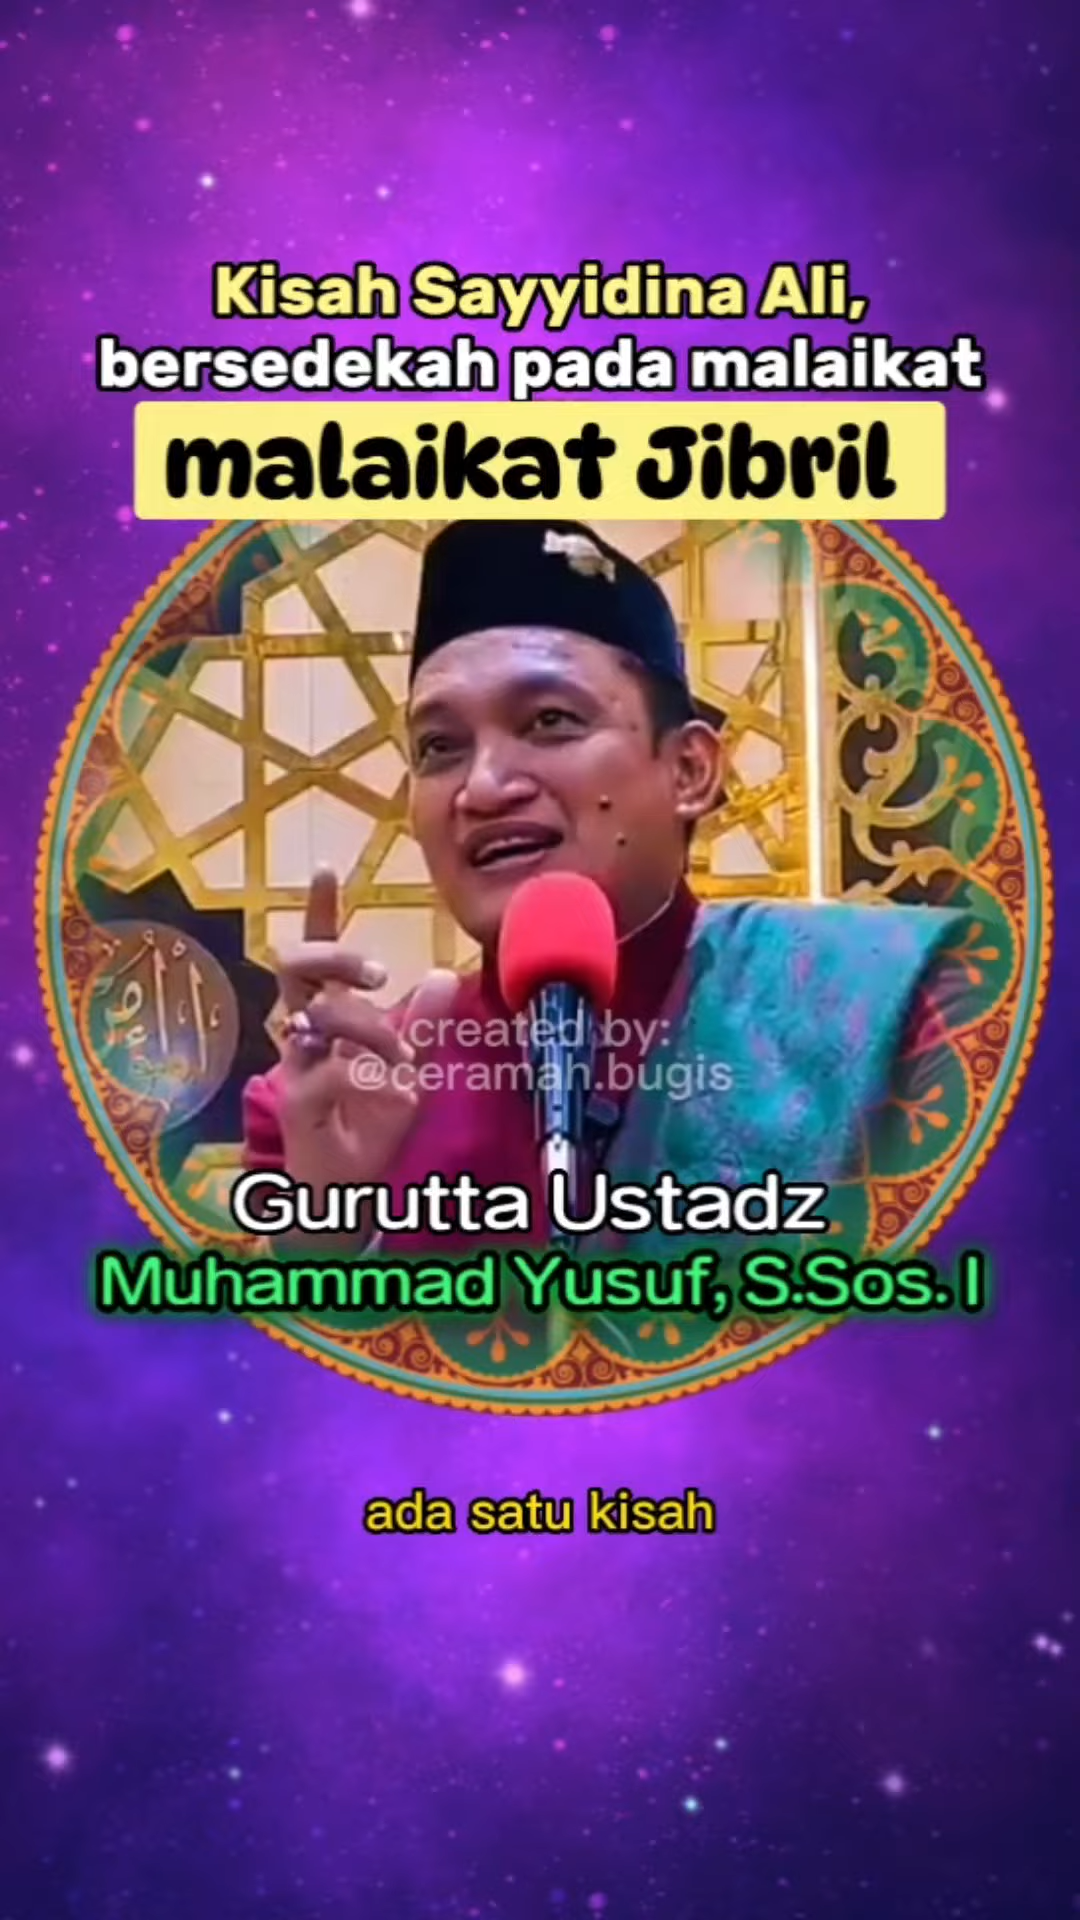 Kisah Sayyidina Ali,
bersedekah pada malaikat
malaikat Jibril
created by:
@ceramah.bugis
Gurutta Ustadz
Muhammad Yusuf, S.Sos. I
ada satu kisah